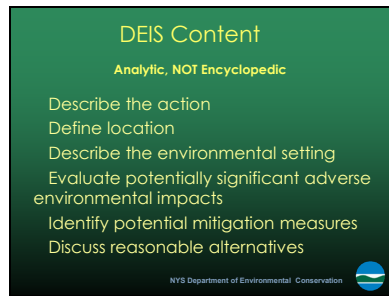 DEIS Content
Analytic, NOT Encyclopedic
Describe the action
Define location
Describe the environmental setting
Evaluate potentially significant adverse
environmental impacts
Identify potential mitigation measures
Discuss reasonable alternatives
NYS Department of Environmental Conservation